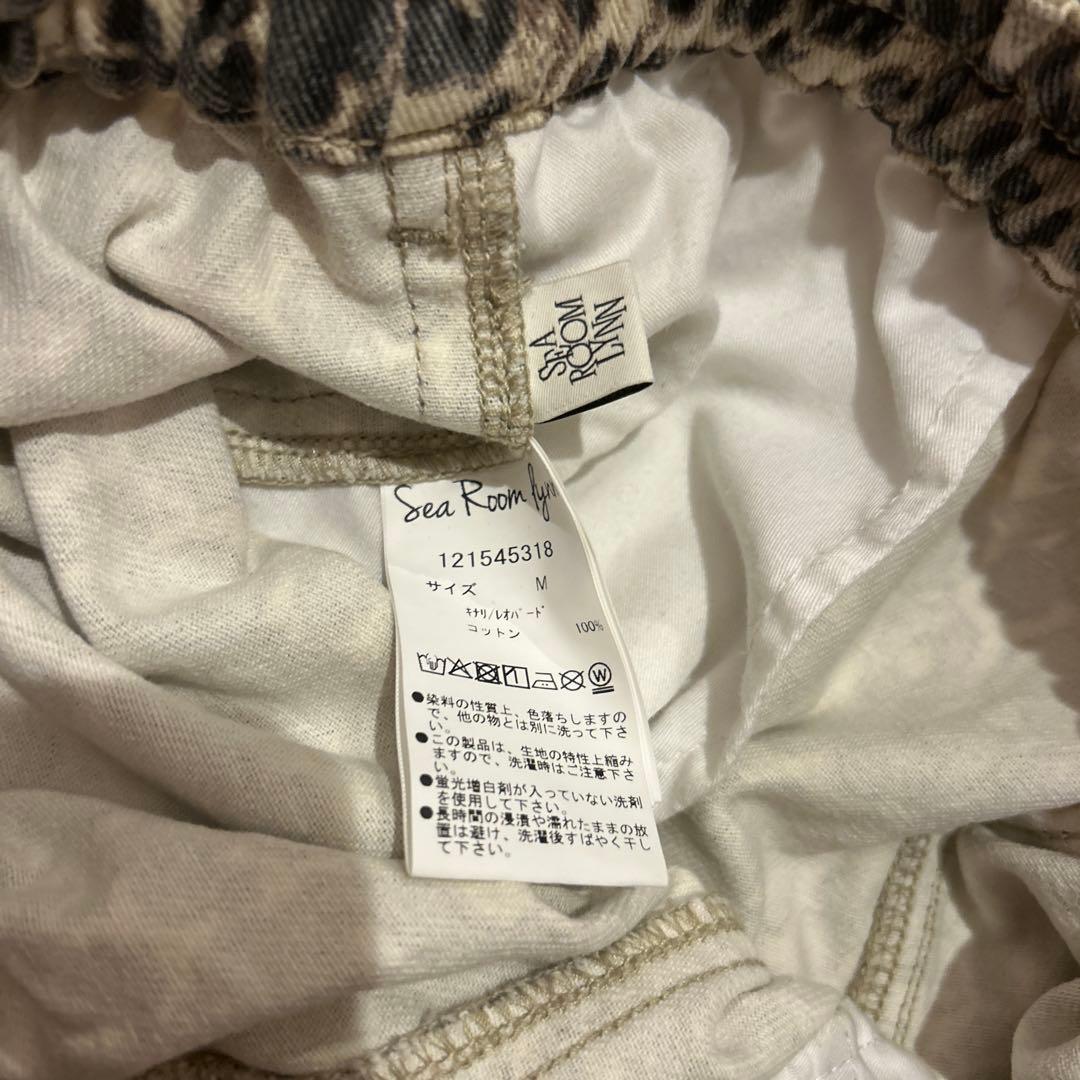 SEA
ROOM
LYNN
Sea Room lynn
121545318
サイズ M
ｷﾅﾘ/ﾚｵﾊﾟｰﾄﾞ
コットン 100%
W
●染料の性質上、色落ちしますの
で、他の物とは別に洗って下さ
い。
●この製品は、生地の特性上縮み
ますので、洗濯時はご注意下さ
い。
●蛍光増白剤が入っていない洗剤
を使用して下さい。
●長時間の浸漬や濡れたままの放
置は避け、洗濯後すばやく干し
て下さい。